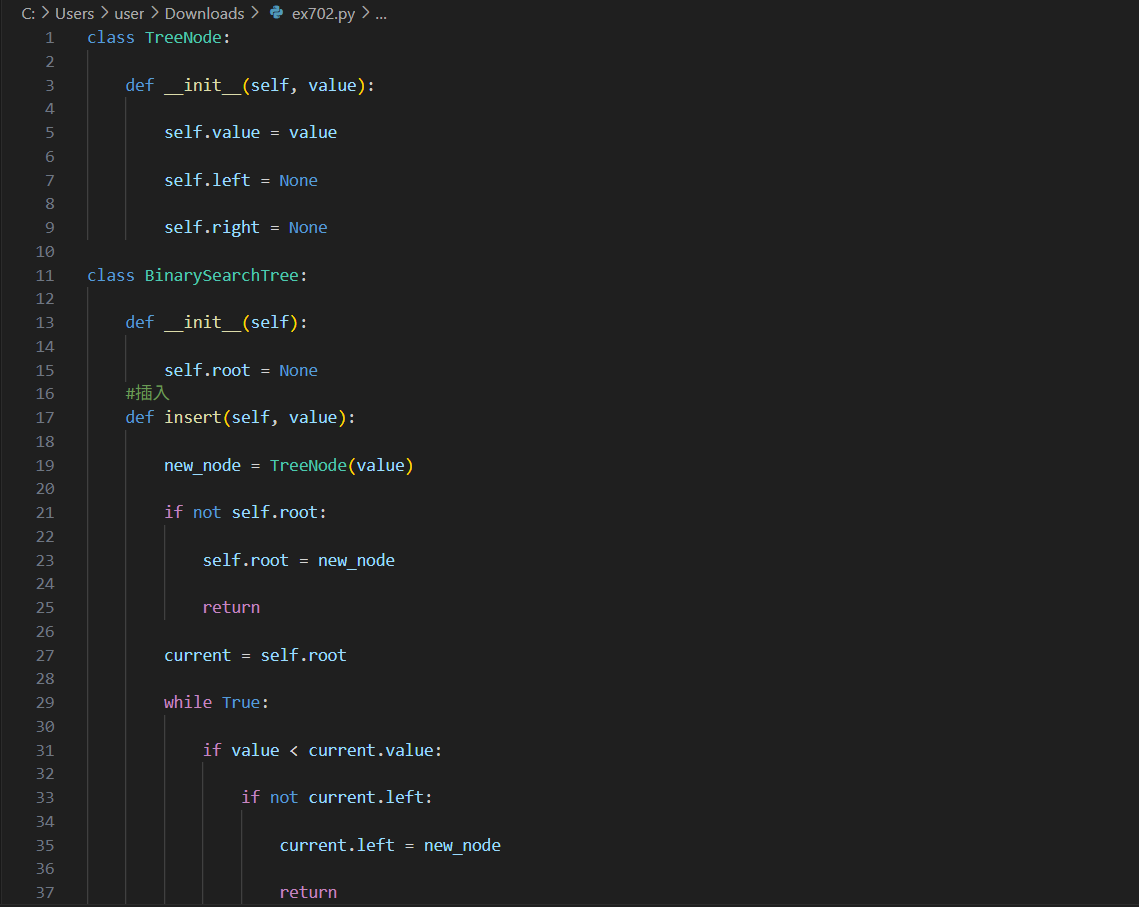 C: > Users > user > Downloads > ex702.py > ...
1 class TreeNode:
2
3     def __init__(self, value):
4
5         self.value = value
6
7         self.left = None
8
9         self.right = None
10
11 class BinarySearchTree:
12
13     def __init__(self):
14
15         self.root = None
16     #插入
17     def insert(self, value):
18
19         new_node = TreeNode(value)
20
21         if not self.root:
22
23             self.root = new_node
24
25             return
26
27         current = self.root
28
29         while True:
30
31             if value < current.value:
32
33                 if not current.left:
34
35                     current.left = new_node
36
37                     return